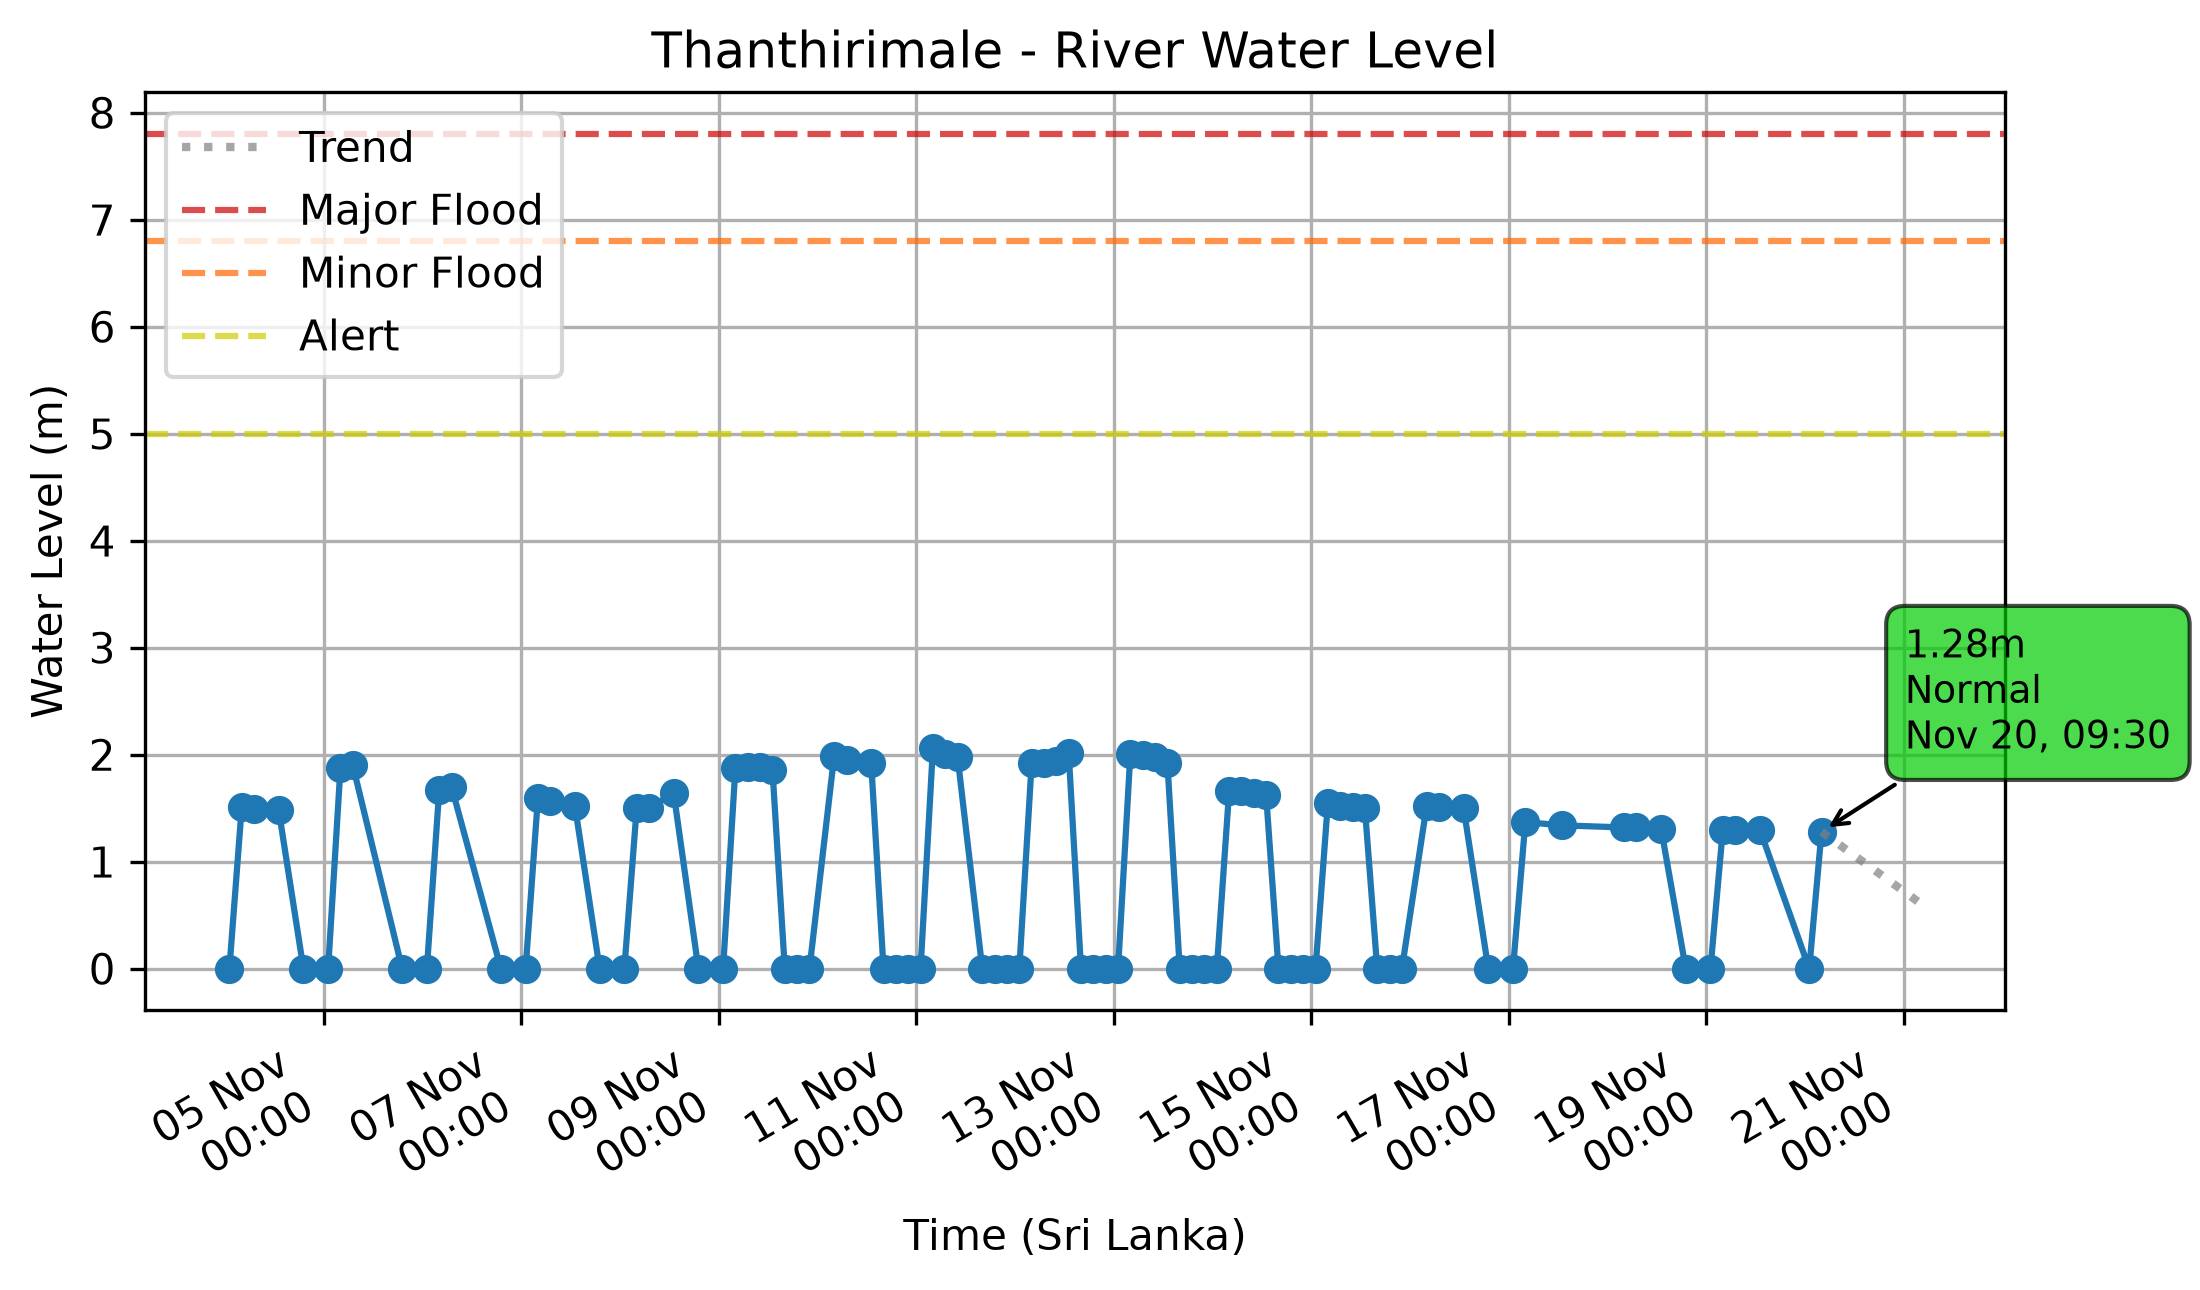 Thanthirimale - River Water Level
8
7
6
5
4
3
2
1
0
Water Level (m)
Trend
Major Flood
Minor Flood
Alert
1.28m
Normal
Nov 20, 09:30
05 Nov
00:00
07 Nov
00:00
09 Nov
00:00
11 Nov
00:00
13 Nov
00:00
15 Nov
00:00
17 Nov
00:00
19 Nov
00:00
21 Nov
00:00
Time (Sri Lanka)